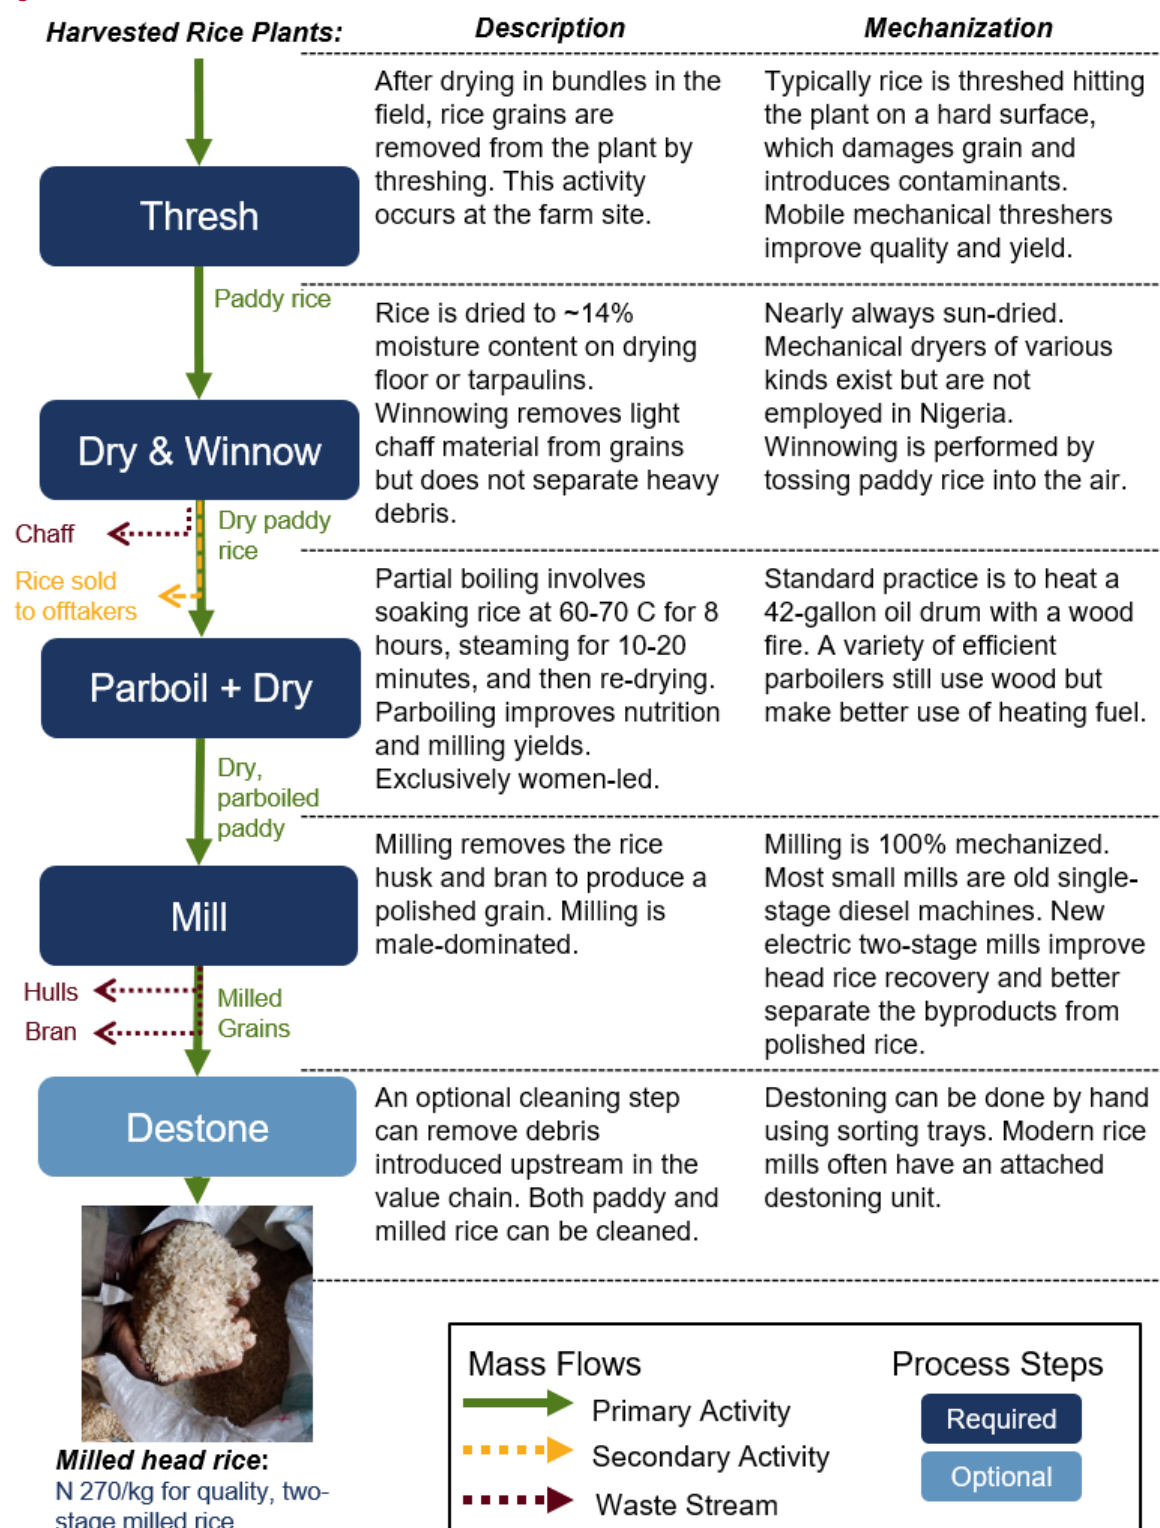 Harvested Rice Plants:
Description
Mechanization
After drying in bundles in the
field, rice grains are
removed from the plant by
threshing. This activity
occurs at the farm site.
Typically rice is threshed hitting
the plant on a hard surface,
which damages grain and
introduces contaminants.
Mobile mechanical threshers
improve quality and yield.
Thresh
Paddy rice
Rice is dried to ~14%
moisture content on drying
floor or tarpaulins.
Winnowing removes light
chaff material from grains
but does not separate heavy
debris.
Nearly always sun-dried.
Mechanical dryers of various
kinds exist but are not
employed in Nigeria.
Winnowing is performed by
tossing paddy rice into the air.
Dry & Winnow
Chaff
Dry paddy
rice
Rice sold
to offtakers
Partial boiling involves
soaking rice at 60-70 C for 8
hours, steaming for 10-20
minutes, and then re-drying.
Parboiling improves nutrition
and milling yields.
Exclusively women-led.
Standard practice is to heat a
42-gallon oil drum with a wood
fire. A variety of efficient
parboilers still use wood but
make better use of heating fuel.
Parboil + Dry
Dry,
parboiled
paddy
Milling removes the rice
husk and bran to produce a
polished grain. Milling is
male-dominated.
Milling is 100% mechanized.
Most small mills are old single-
stage diesel machines. New
electric two-stage mills improve
head rice recovery and better
separate the byproducts from
polished rice.
Mill
Hulls
Bran
Milled
Grains
An optional cleaning step
can remove debris
introduced upstream in the
value chain. Both paddy and
milled rice can be cleaned.
Destoning can be done by hand
using sorting trays. Modern rice
mills often have an attached
destoning unit.
Destone
Milled head rice:
N 270/kg for quality, two-
stage milled rice
Mass Flows
Primary Activity
Secondary Activity
Waste Stream
Process Steps
Required
Optional